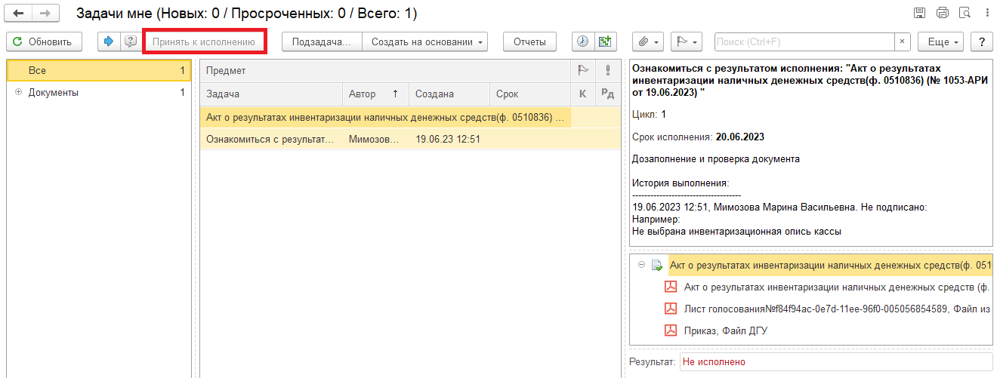 Задачи мне (Новых: 0 / Просроченных: 0 / Всего: 1)
Обновить
Принять к исполнению
Подзадача...
Создать на основании
Отчеты
Поиск (Ctrl+F)
×
Еще
?
Все 1
Документы 1
Предмет
Задача Автор ↑ Создана Срок К РД
Акт о результатах инвентаризации наличных денежных средств(ф. 0510836) ...
Ознакомиться с результат... Мимозов... 19.06.23 12:51
Ознакомиться с результатом исполнения: "Акт о результатах
инвентаризации наличных денежных средств(ф. 0510836) (№ 1053-АРИ
от 19.06.2023) "
Цикл: 1
Срок исполнения: 20.06.2023
Дозаполнение и проверка документа
История выполнения:
------------------------------------
19.06.2023 12:51, Мимозова Марина Васильевна. Не подписано:
Например:
Не выбрана инвентаризационная опись кассы
Акт о результатах инвентаризации наличных денежных средств(ф. 051
Акт о результатах инвентаризации наличных денежных средств (ф.
Лист голосования№f84f94ac-0e7d-11ee-96f0-005056854589, Файл из
Приказ, Файл ДГУ
Результат: Не исполнено